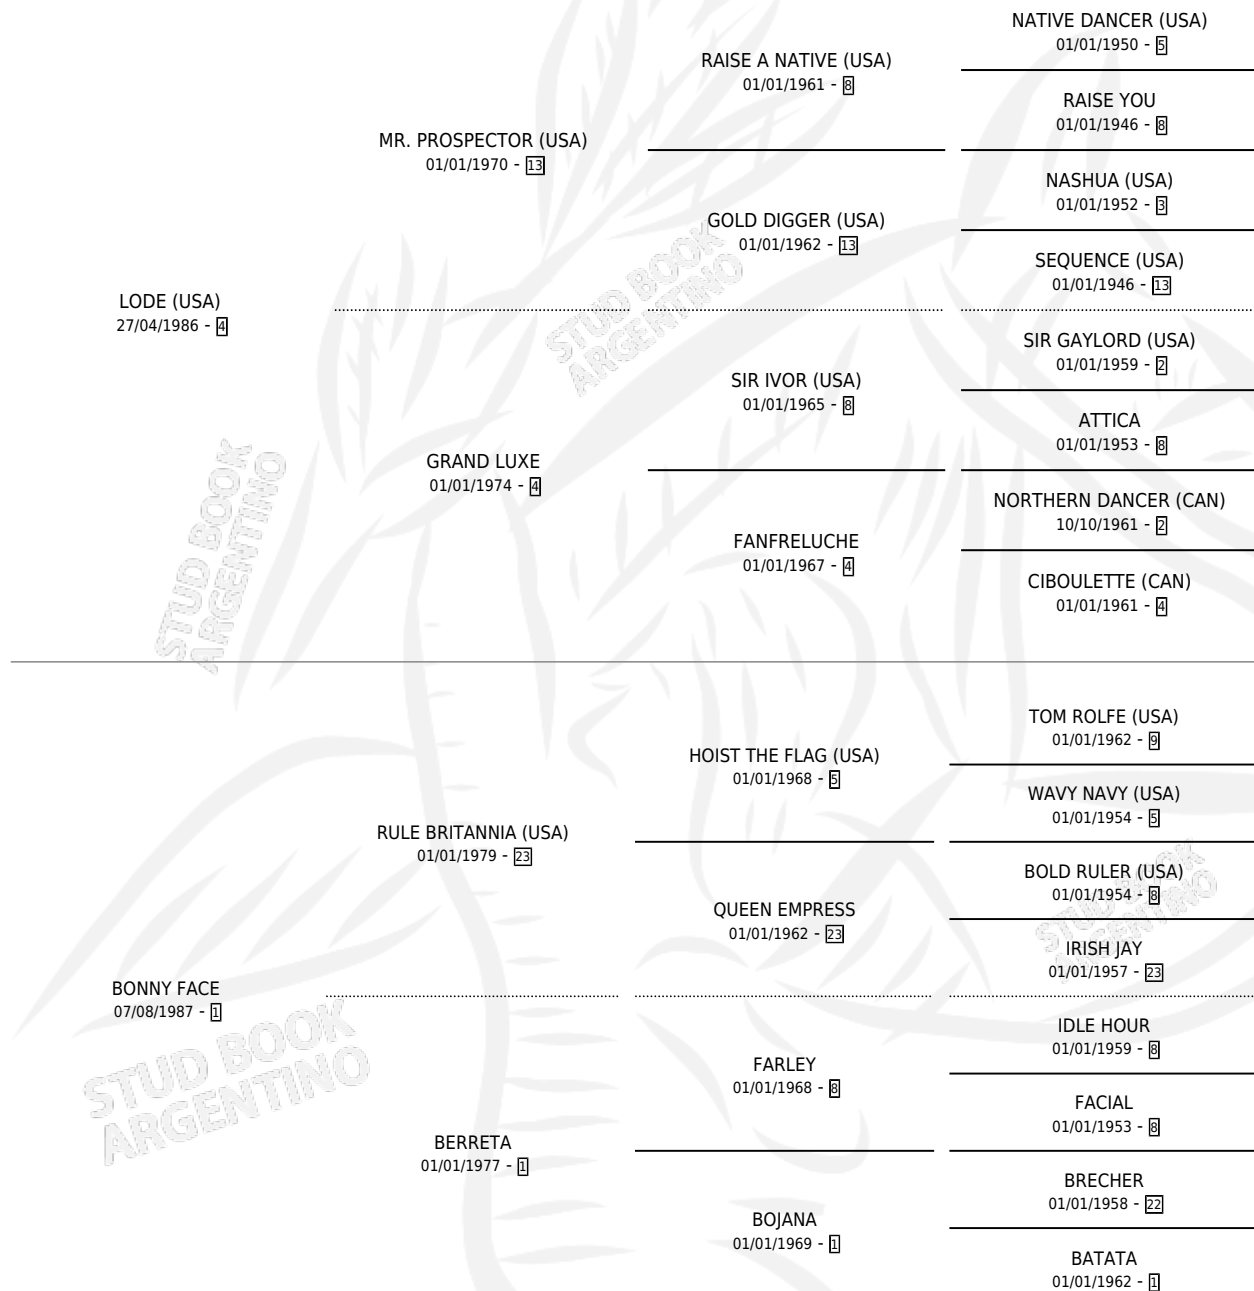 NATIVE DANCER (USA)
01/01/1950 - 5
RAISE A NATIVE (USA)
01/01/1961 - 8
RAISE YOU
01/01/1946 - 8
MR. PROSPECTOR (USA)
01/01/1970 - 13
NASHUA (USA)
01/01/1952 - 3
GOLD DIGGER (USA)
01/01/1962 - 13
SEQUENCE (USA)
01/01/1946 - 13
LODE (USA)
27/04/1986 - 4
SIR GAYLORD (USA)
01/01/1959 - 2
SIR IVOR (USA)
01/01/1965 - 8
ATTICA
01/01/1953 - 8
GRAND LUXE
01/01/1974 - 4
NORTHERN DANCER (CAN)
10/10/1961 - 2
FANFRELUCHE
01/01/1967 - 4
CIBOULETTE (CAN)
01/01/1961 - 4
TOM ROLFE (USA)
01/01/1962 - 9
HOIST THE FLAG (USA)
01/01/1968 - 5
WAVY NAVY (USA)
01/01/1954 - 5
RULE BRITANNIA (USA)
01/01/1979 - 23
BOLD RULER (USA)
01/01/1954 - 8
QUEEN EMPRESS
01/01/1962 - 23
IRISH JAY
01/01/1957 - 23
BONNY FACE
07/08/1987 - 1
IDLE HOUR
01/01/1959 - 8
FARLEY
01/01/1968 - 8
FACIAL
01/01/1953 - 8
BERRETA
01/01/1977 - 1
BRECHER
01/01/1958 - 22
BOJANA
01/01/1969 - 1
BATATA
01/01/1962 - 1
STUD BOOK
ARGENTINO
STUD BOOK
ARGENTINO
STUD BOOK
ARGENTINO
STUD BOOK
ARGENTINO